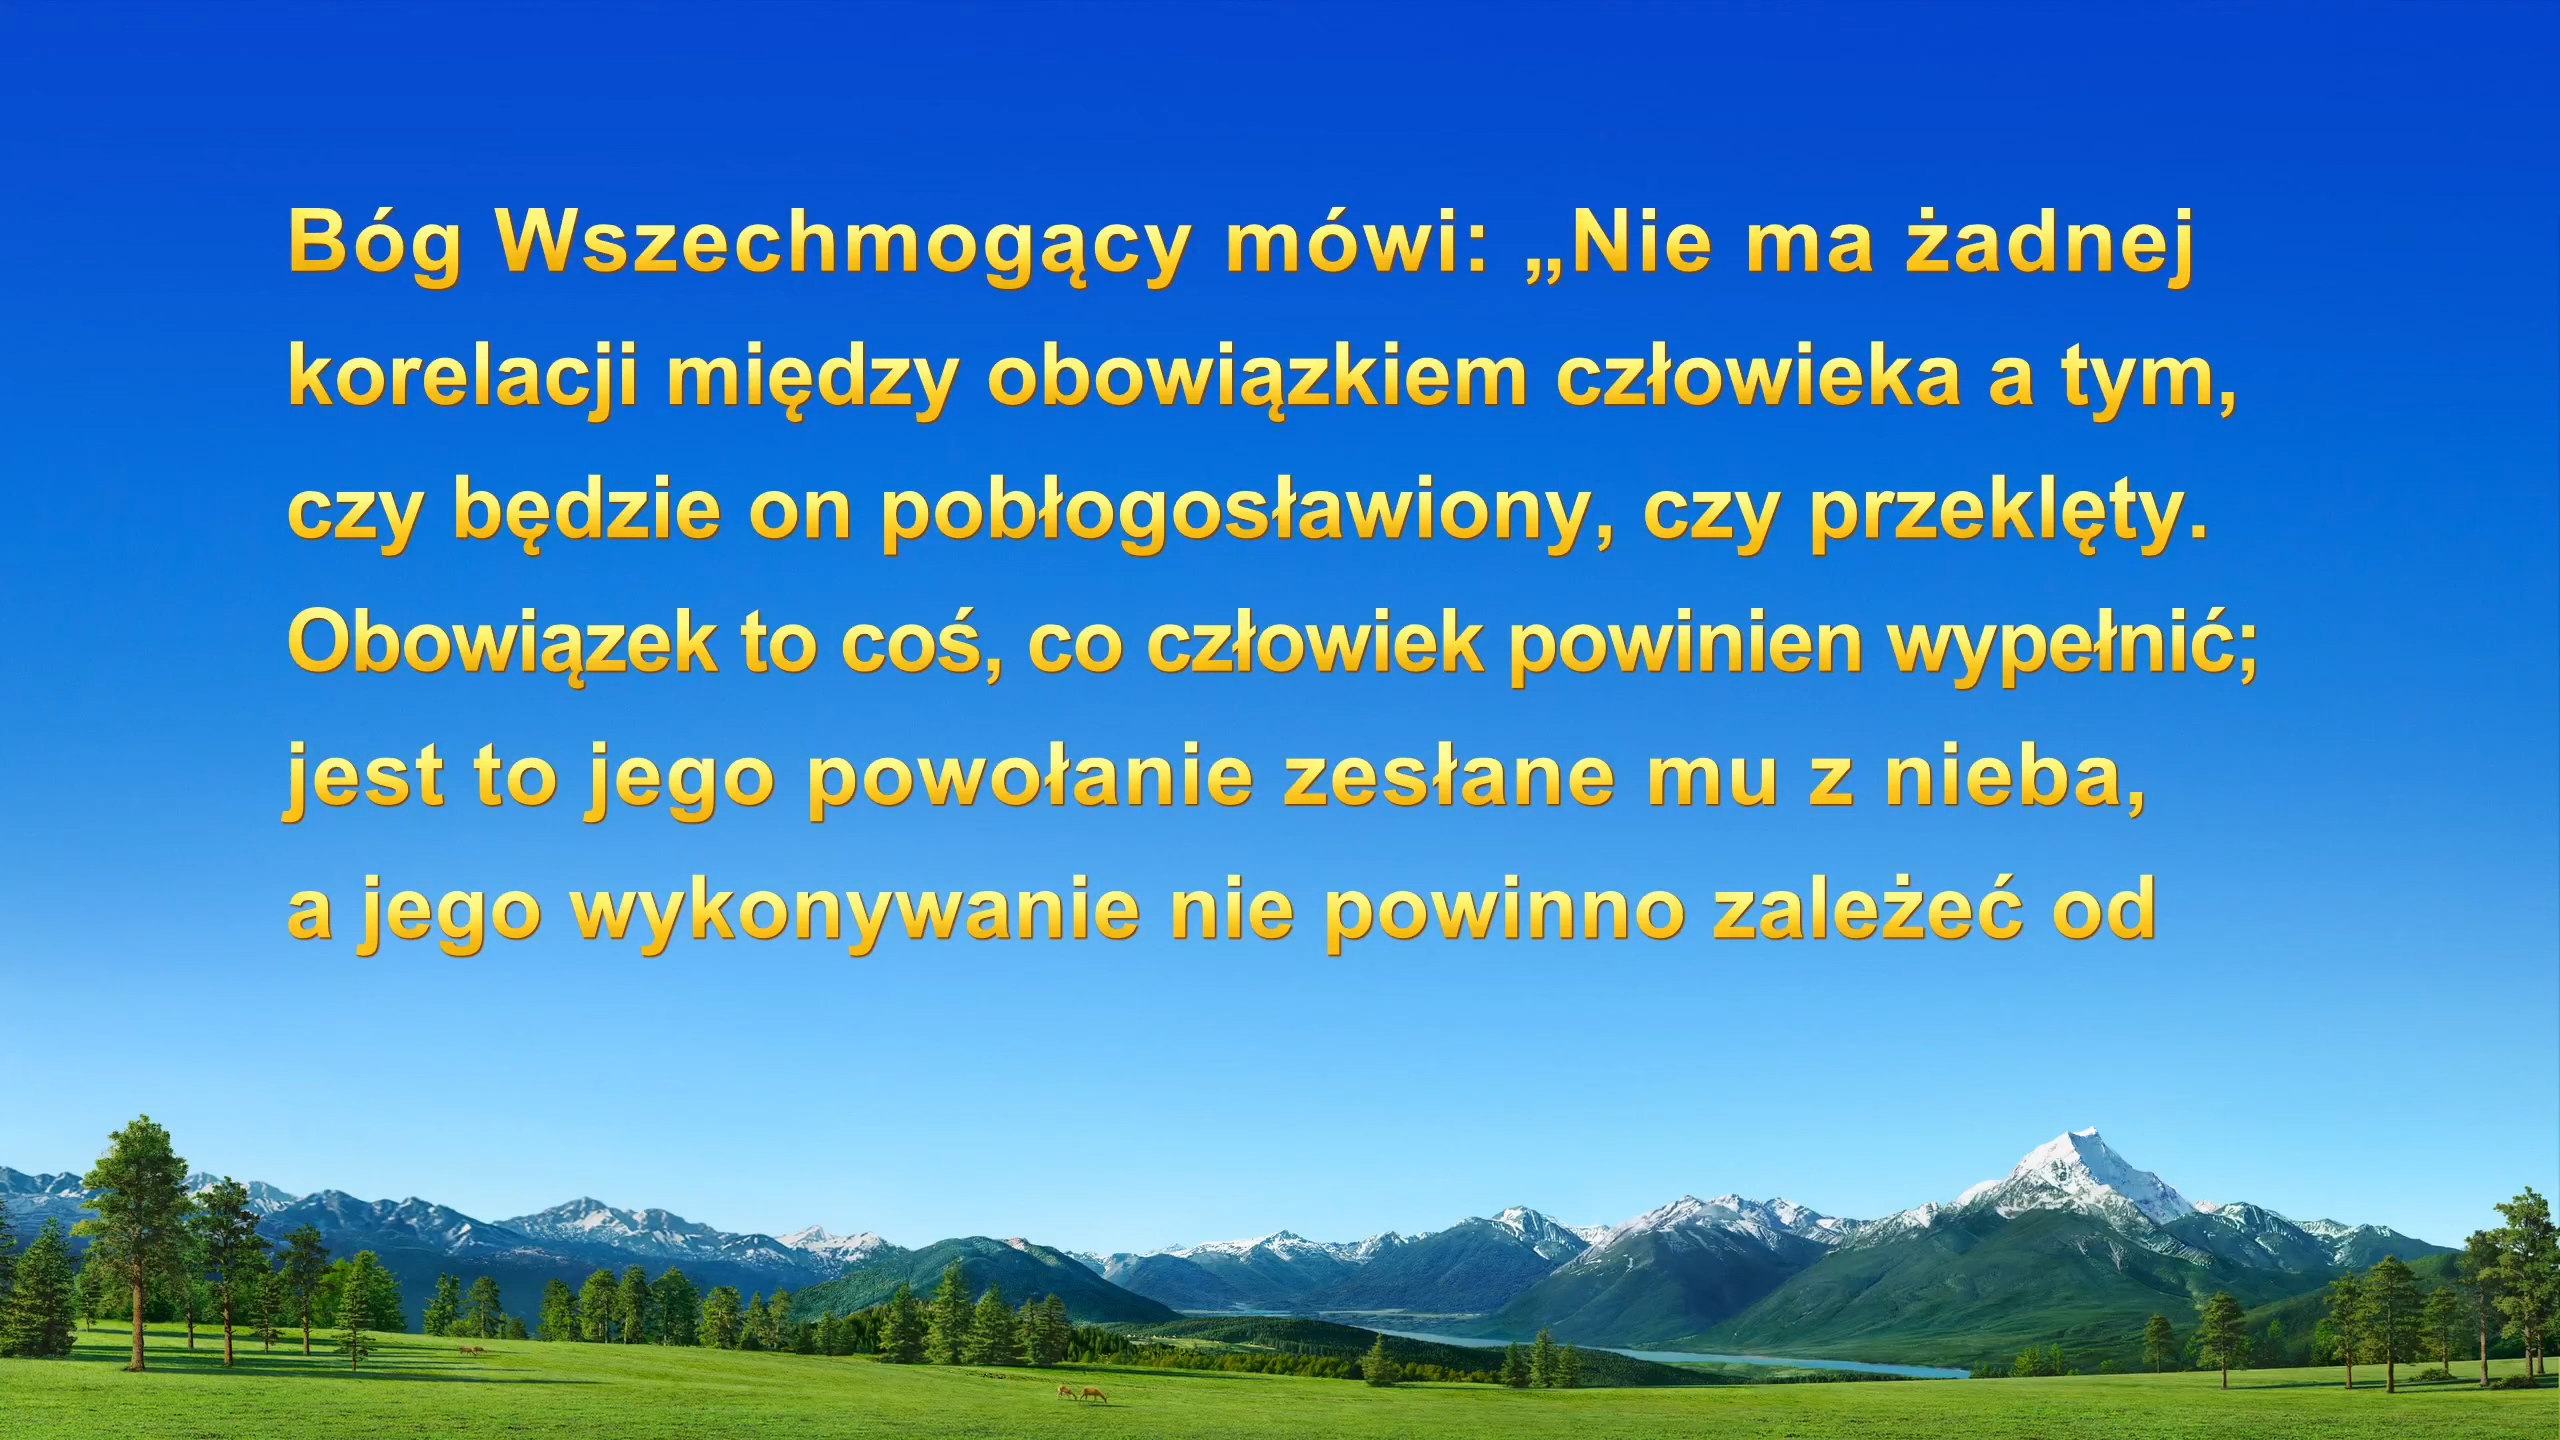 Bóg Wszechmogący mówi: „Nie ma żadnej
korelacji między obowiązkiem człowieka a tym,
czy będzie on pobłogosławiony, czy przeklęty.
Obowiązek to coś, co człowiek powinien wypełnić;
jest to jego powołanie zesłane mu z nieba,
a jego wykonywanie nie powinno zależeć od